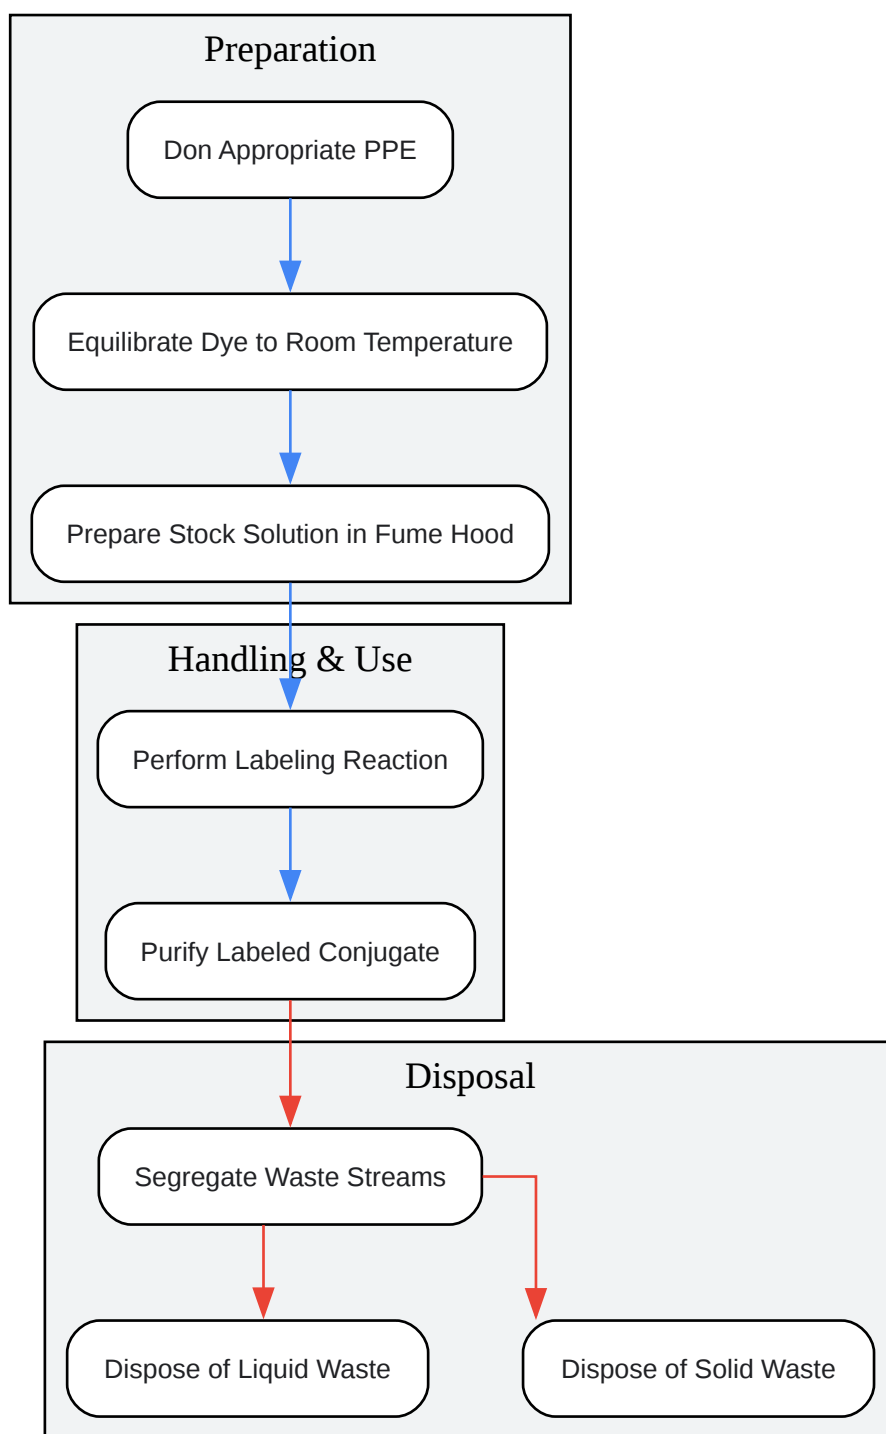 Preparation
Don Appropriate PPE
Equilibrate Dye to Room Temperature
Prepare Stock Solution in Fume Hood
Handling & Use
Perform Labeling Reaction
Purify Labeled Conjugate
Disposal
Segregate Waste Streams
Dispose of Liquid Waste
Dispose of Solid Waste